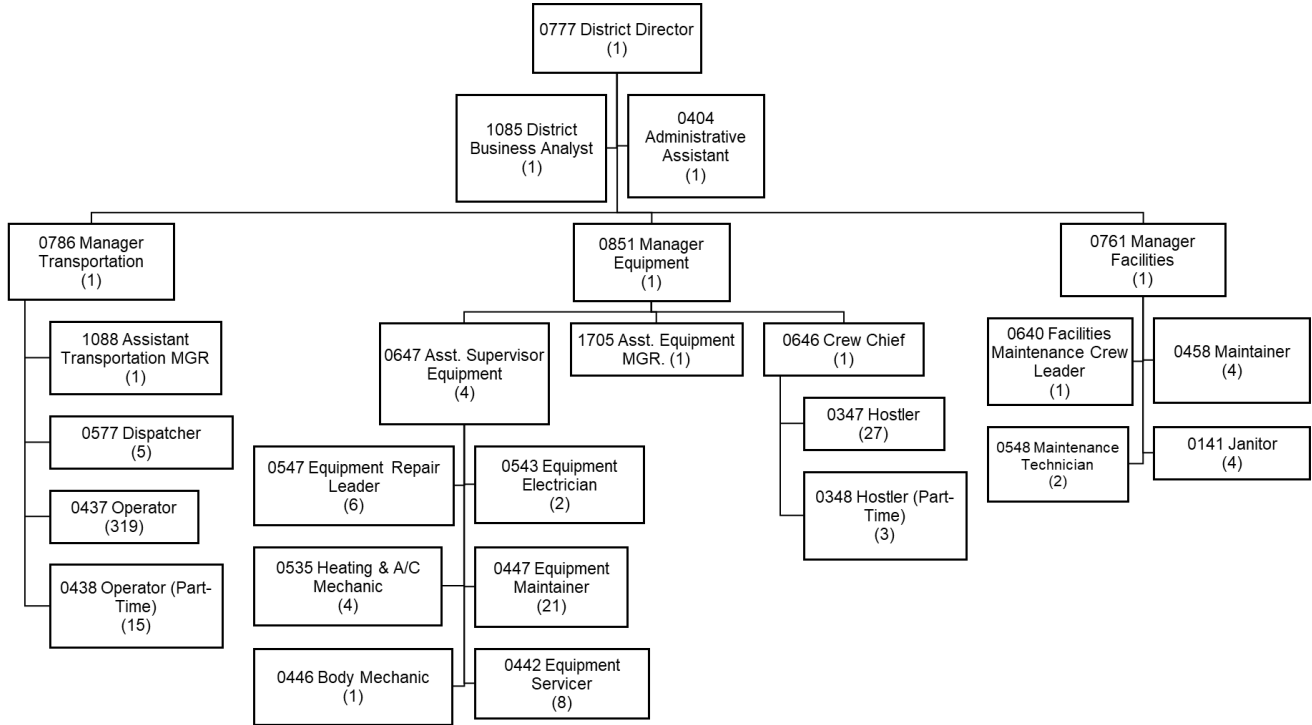 0777 District Director
(1)
1085 District
Business Analyst
(1)
0404
Administrative
Assistant
(1)
0786 Manager
Transportation
(1)
1088 Assistant
Transportation MGR
(1)
0577 Dispatcher
(5)
0437 Operator
(319)
0438 Operator (Part-
Time)
(15)
0851 Manager
Equipment
(1)
0647 Asst. Supervisor
Equipment
(4)
0547 Equipment Repair
Leader
(6)
0543 Equipment
Electrician
(2)
0535 Heating & A/C
Mechanic
(4)
0447 Equipment
Maintainer
(21)
0446 Body Mechanic
(1)
0442 Equipment
Servicer
(8)
1705 Asst. Equipment
MGR. (1)
0646 Crew Chief
(1)
0347 Hostler
(27)
0348 Hostler (Part-
Time)
(3)
0761 Manager
Facilities
(1)
0640 Facilities
Maintenance Crew
Leader
(1)
0458 Maintainer
(4)
0548 Maintenance
Technician
(2)
0141 Janitor
(4)